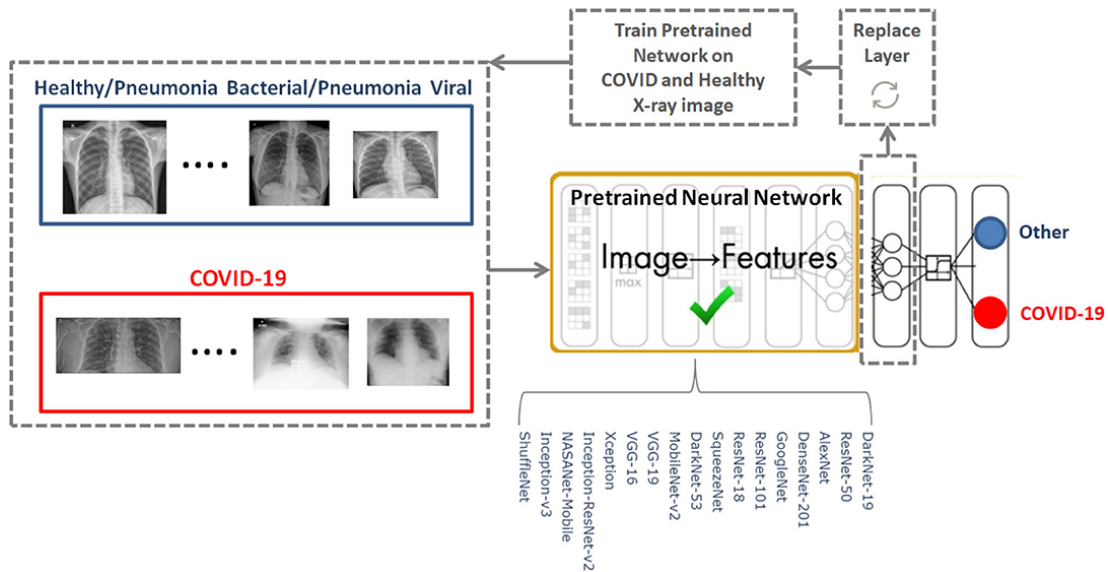 Train Pretrained
Network on
COVID and Healthy
X-ray image
Replace
Layer
Healthy/Pneumonia Bacterial/Pneumonia Viral
Pretrained Neural Network
Image→Features
max
Other
COVID-19
COVID-19
ShuffleNet
Inception-v3
NASANet-Mobile
Inception-ResNet-v2
Xception
VGG-16
VGG-19
MobileNet-v2
DarkNet-53
SqueezeNet
ResNet-18
ResNet-101
GoogleNet
DenseNet-201
AlexNet
ResNet-50
DarkNet-19